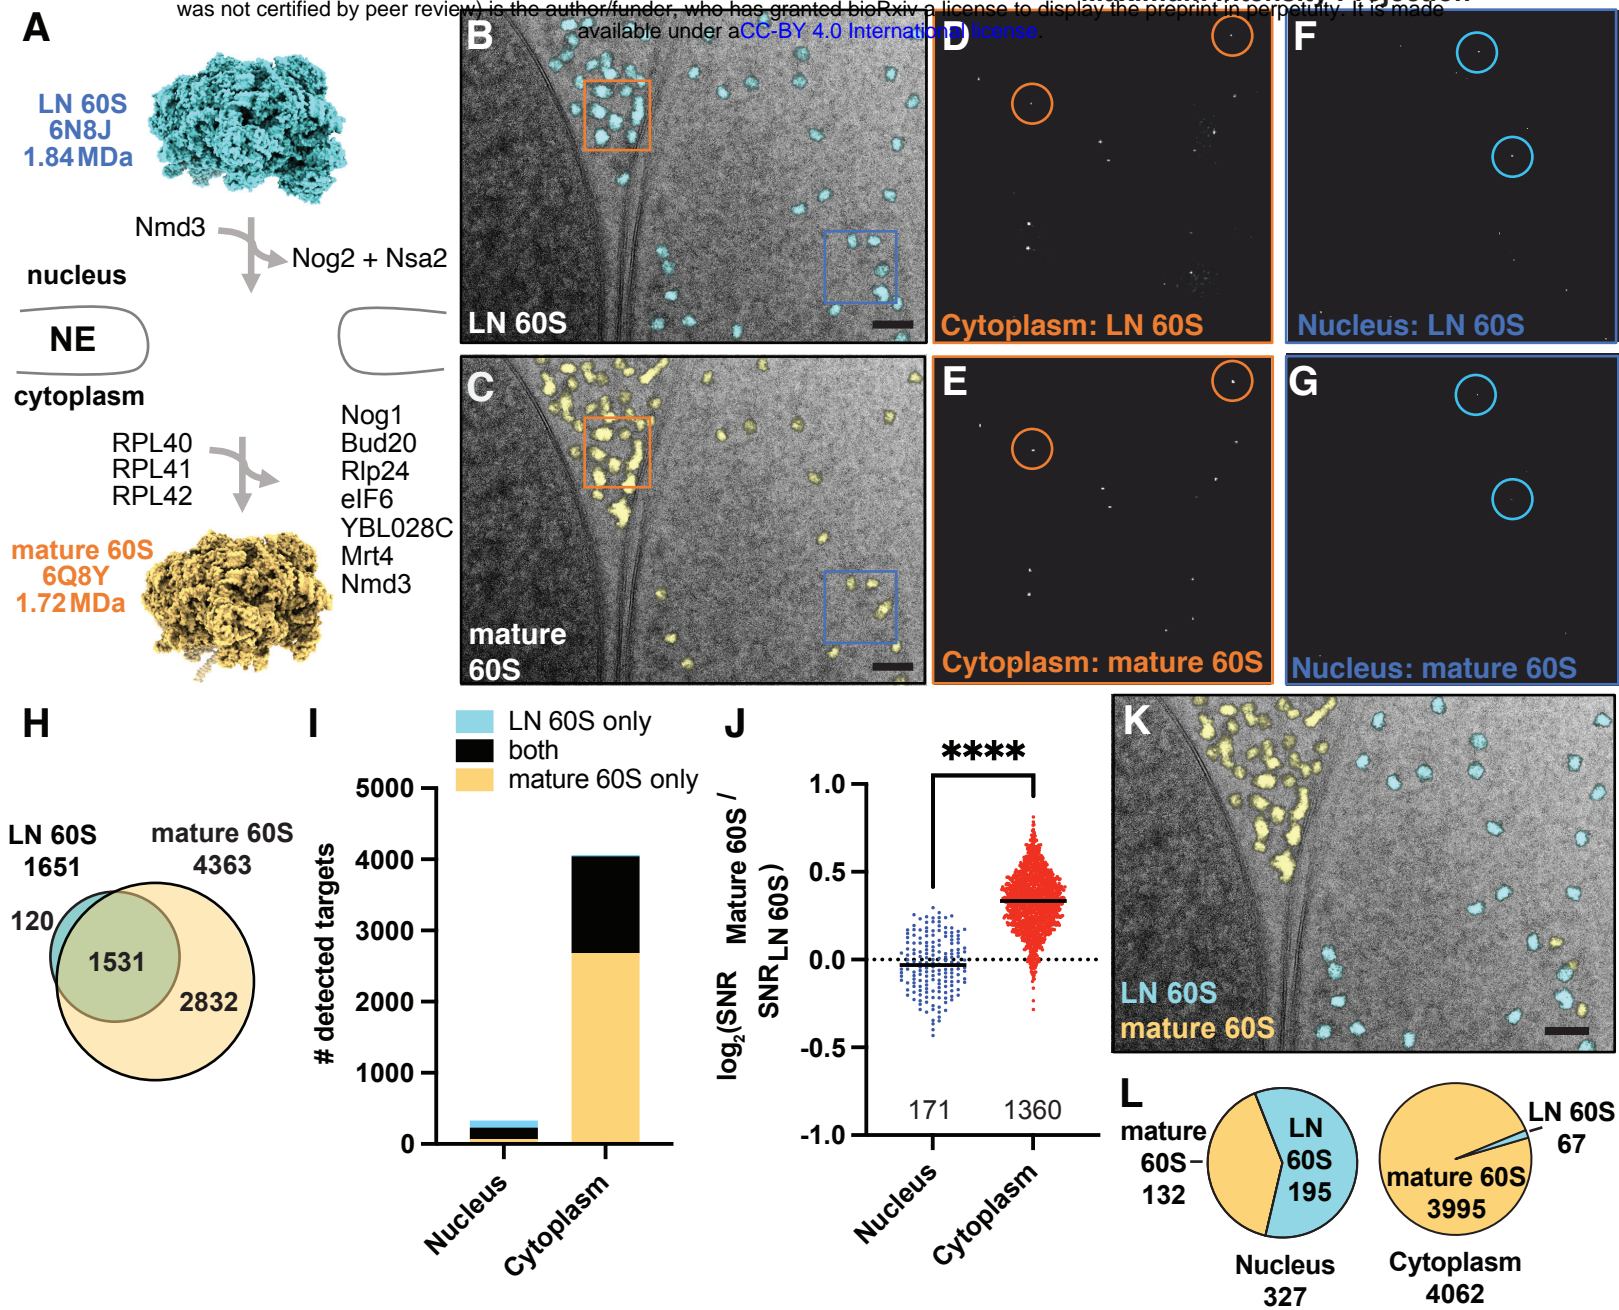 was not certified by peer review) is the author/funder, who has granted bioRxiv a license to display the preprint in perpetuity. It is made
available under aCC-BY 4.0 International license.
A
LN 60S
6N8J
1.84 MDa
Nmd3
Nog2 + Nsa2
nucleus
NE
cytoplasm
RPL40
RPL41
RPL42
Nog1
Bud20
Rlp24
eIF6
YBL028C
Mrt4
Nmd3
mature 60S
6Q8Y
1.72 MDa
B
LN 60S
C
mature
60S
D
Cytoplasm: LN 60S
E
Cytoplasm: mature 60S
F
Nucleus: LN 60S
G
Nucleus: mature 60S
H
LN 60S
1651
mature 60S
4363
120
1531
2832
I
LN 60S only
both
mature 60S only
# detected targets
5000
4000
3000
2000
1000
0
Nucleus
Cytoplasm
J
****
log2(SNR Mature 60S /
SNR LN 60S)
1.0
0.5
0.0
-0.5
-1.0
171
1360
Nucleus
Cytoplasm
K
LN 60S
mature 60S
L
mature
60S
132
LN
60S
195
Nucleus
327
LN 60S
67
mature 60S
3995
Cytoplasm
4062